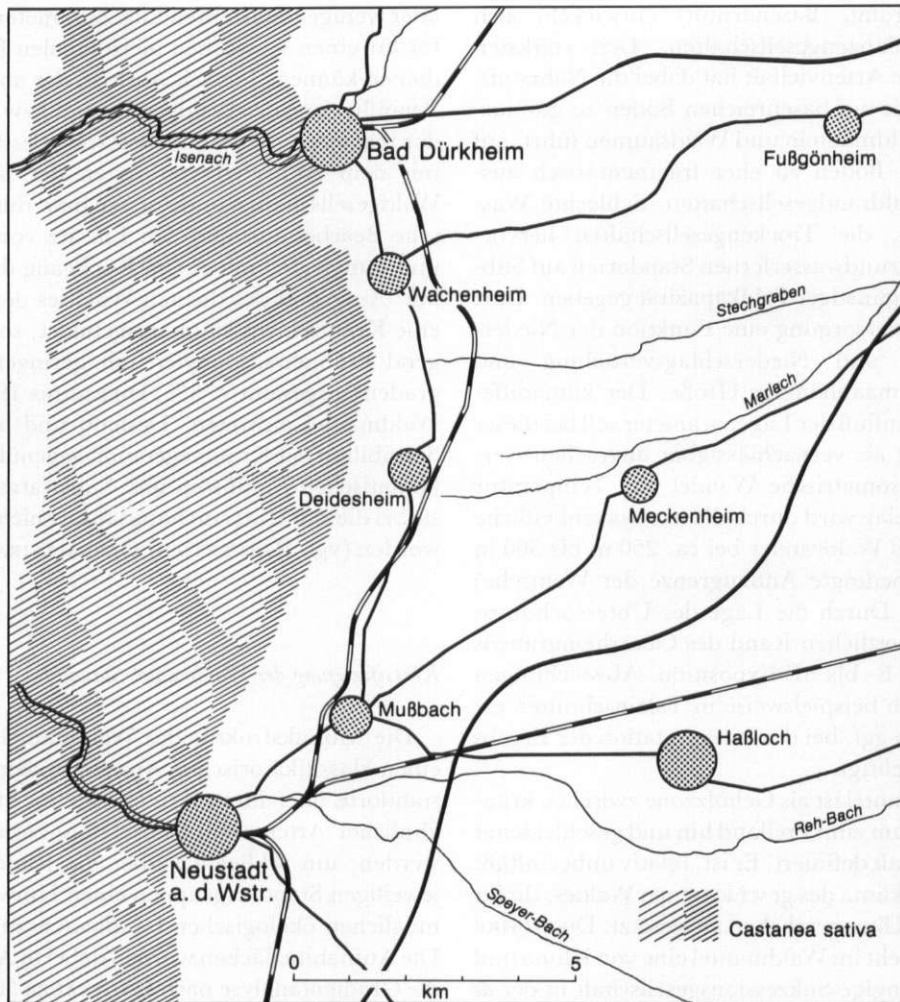 Isenach
Bad Dürkheim
Fußgönheim
Wachenheim
Stechgraben
Marlach
Deidesheim
Meckenheim
Mußbach
Haßloch
Reh-Bach
Neustadt
a. d. Wstr.
Speyer-Bach
Castanea sativa
5
km